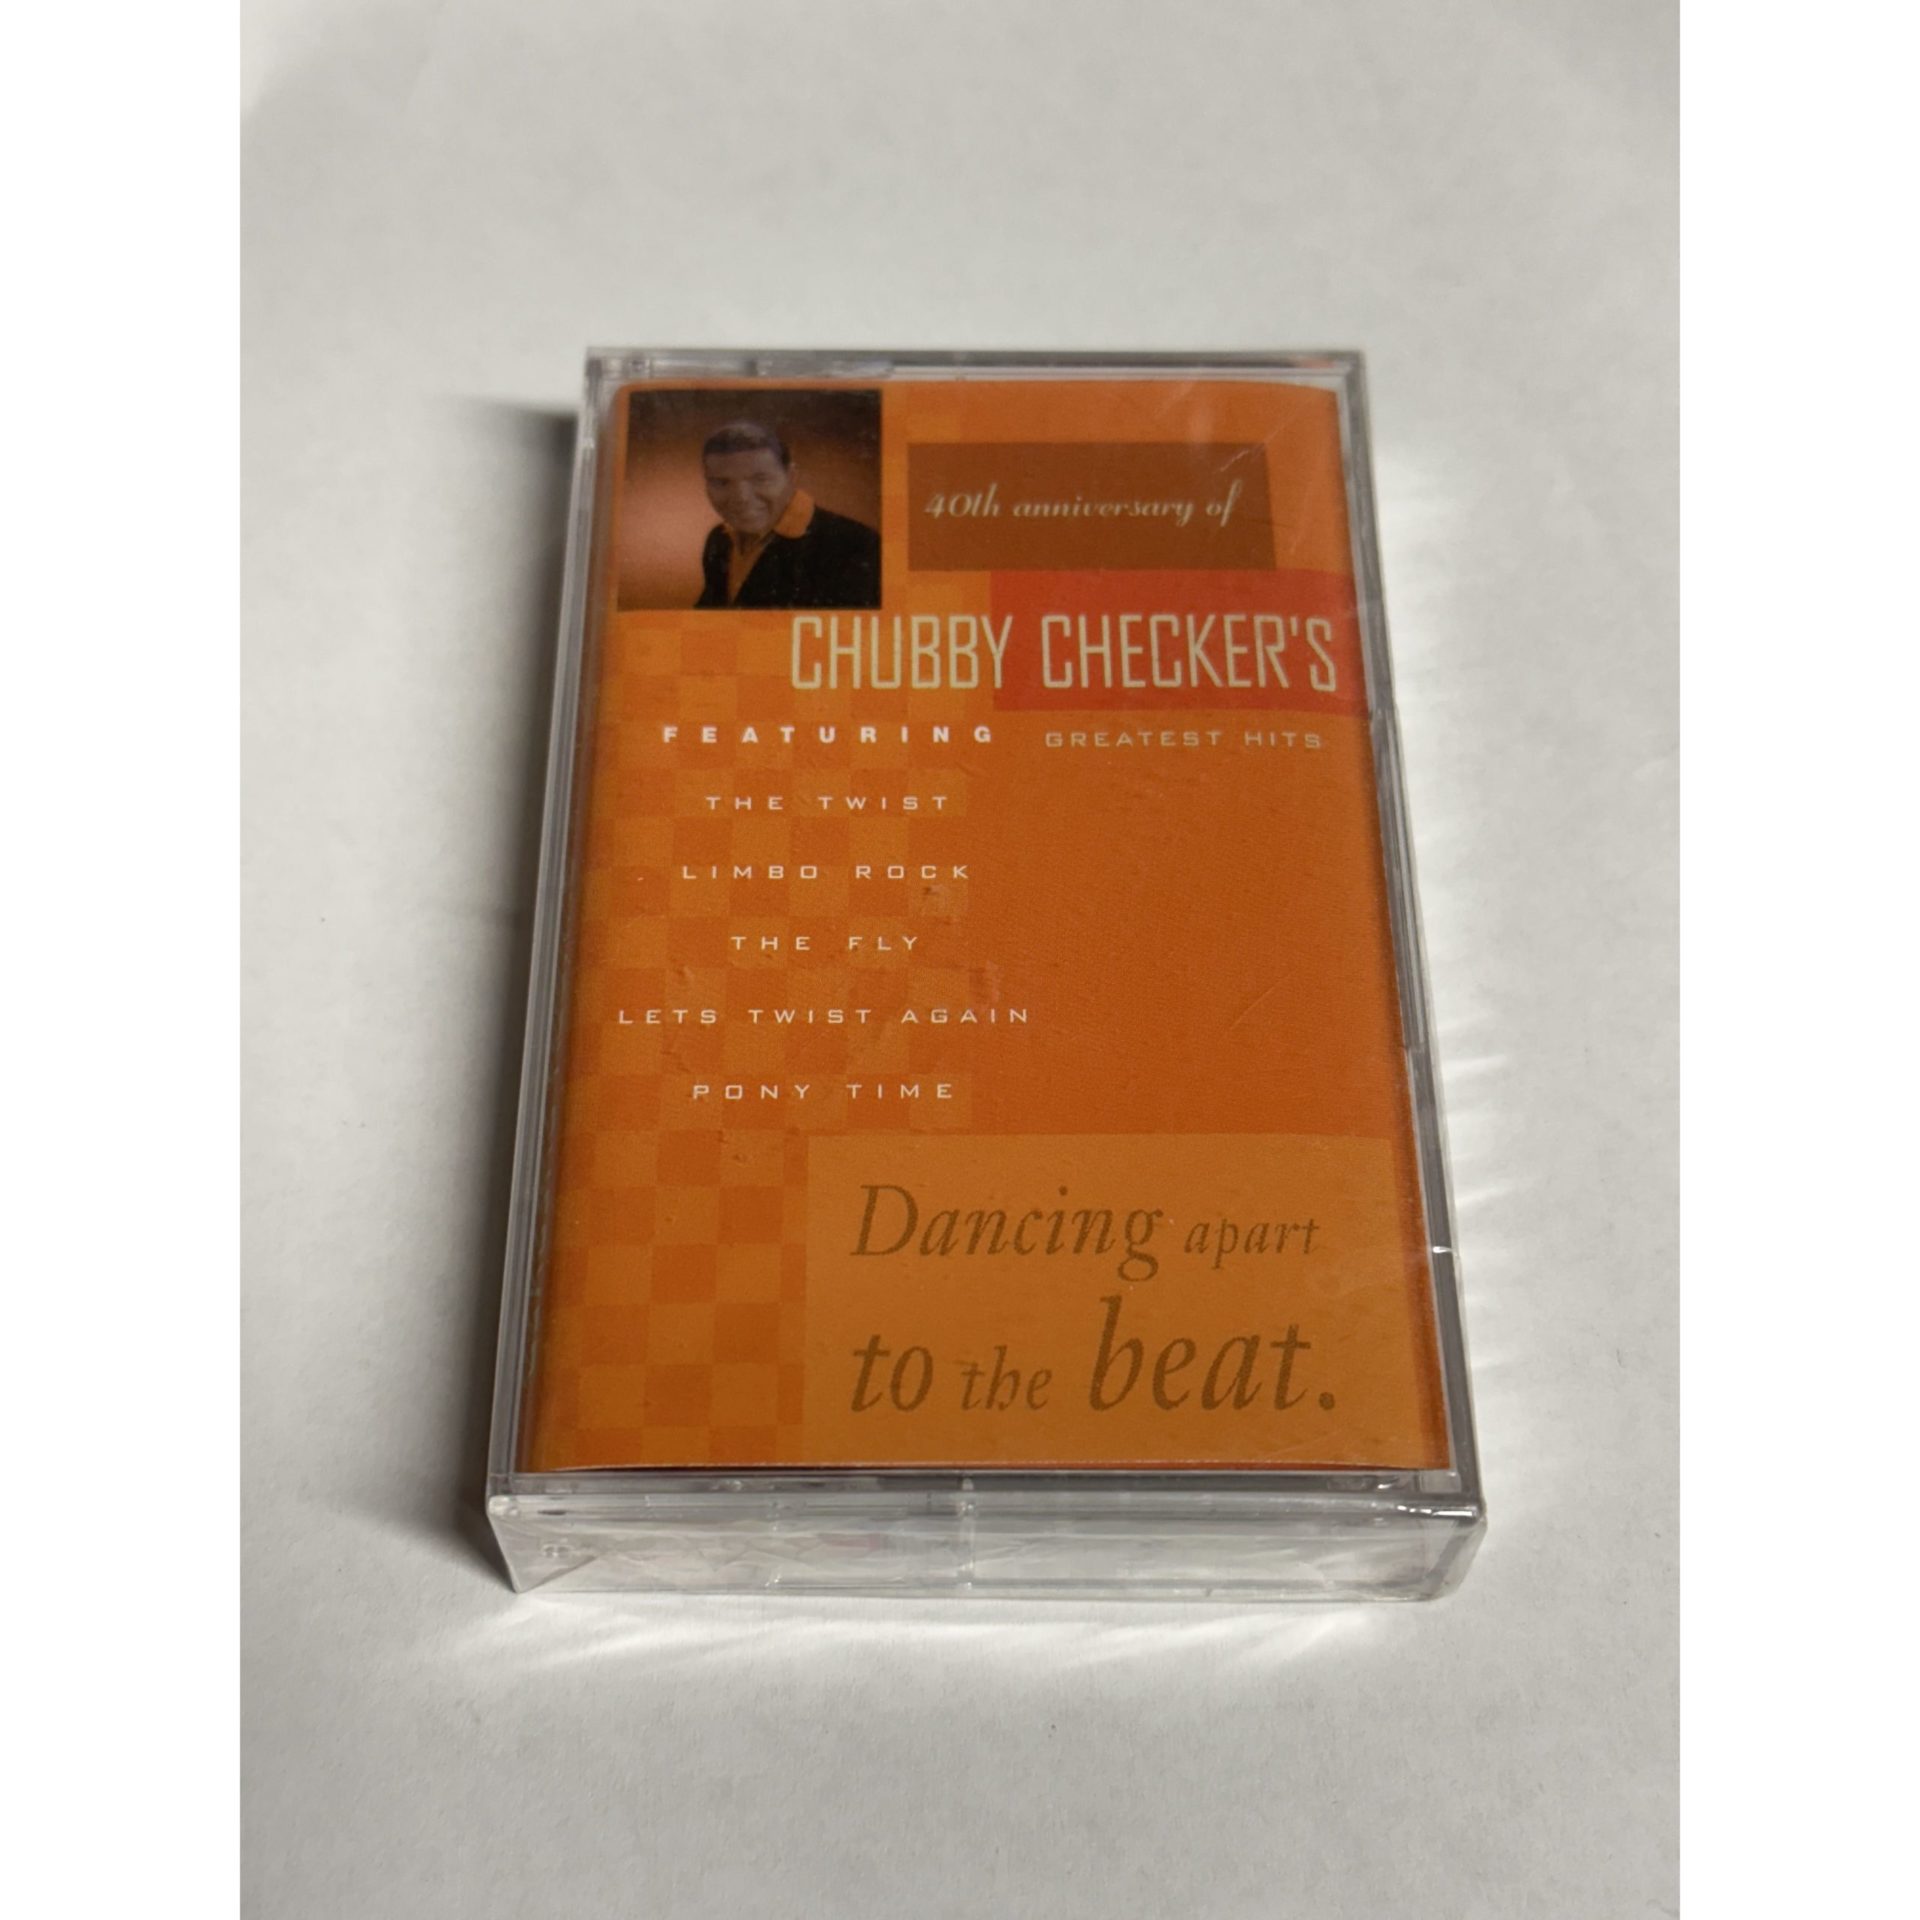 40th anniversary of
CHUBBY CHECKER'S
GREATEST HITS
FEATURING
THE TWIST
LIMBO ROCK
THE FLY
LETS TWIST AGAIN
PONY TIME
Dancing apart
to the beat.